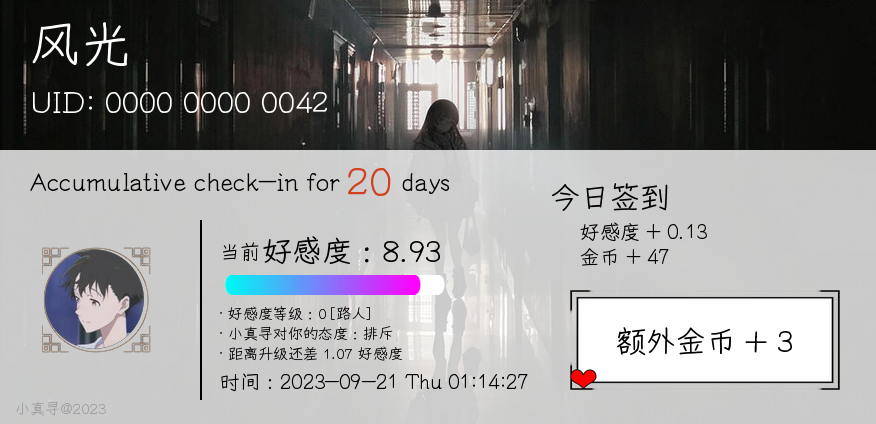 风光
UID: 0000 0000 0042
Accumulative check-in for 20 days
当前好感度：8.93
· 好感度等级：0 [路人]
· 小真寻对你的态度：排斥
· 距离升级还差 1.07 好感度
时间：2023-09-21 Thu 01:14:27
今日签到
好感度 + 0.13
金币 + 47
额外金币 + 3
小真寻@2023